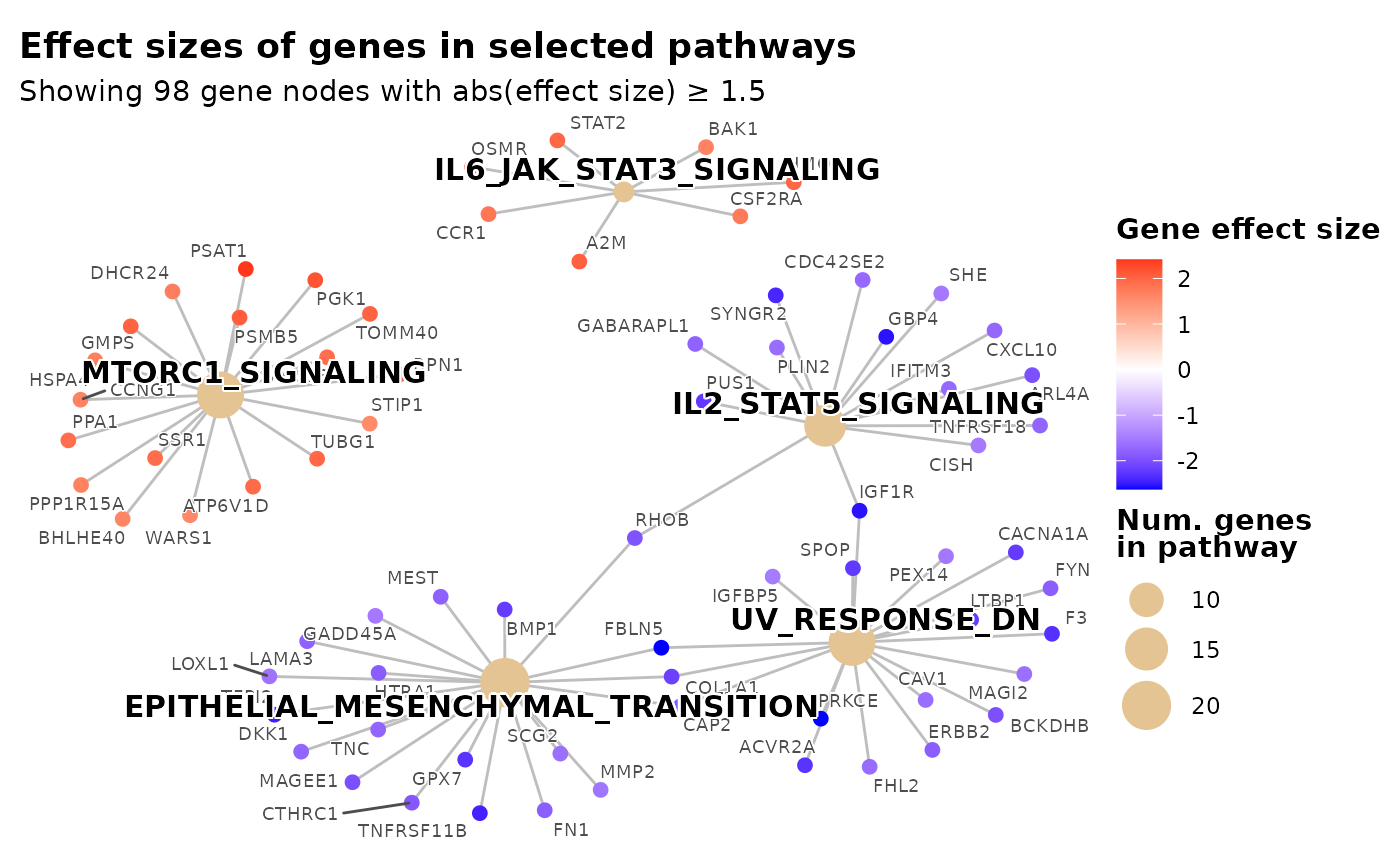 Effect sizes of genes in selected pathways
Showing 98 gene nodes with abs(effect size) ≥ 1.5
STAT2
BAK1
OSMR
IL6_JAK_STAT3_SIGNALING
CSF2RA
CCR1
A2M
PSAT1
DHCR24
PGK1
TOMM40
PSMB5
GMPS
RPN1
MTORC1_SIGNALING
HSPA4
CCNG1
STIP1
PPA1
SSR1
TUBG1
PPP1R15A
ATP6V1D
BHLHE40
WARS1
CDC42SE2
SHE
SYNGR2
GBP4
GABARAPL1
CXCL10
PLIN2
IFITM3
PUS1
ARL4A
IL2_STAT5_SIGNALING
TNFRSF18
CISH
IGF1R
RHOB
SPOP
CACNA1A
PEX14
FYN
IGFBP5
LTBP1
F3
UV_RESPONSE_DN
MEST
BMP1
FBLN5
GADD45A
LOXL1
LAMA3
HTRA1
COL1A1
CAV1
MAGI2
EPITHELIAL_MESENCHYMAL_TRANSITION
PRKCE
CAP2
BCKDHB
ERBB2
DKK1
TNC
SCG2
ACVR2A
MAGEE1
GPX7
MMP2
FHL2
CTHRC1
TNFRSF11B
FN1
Gene effect size
2
1
0
-1
-2
Num. genes
in pathway
10
15
20